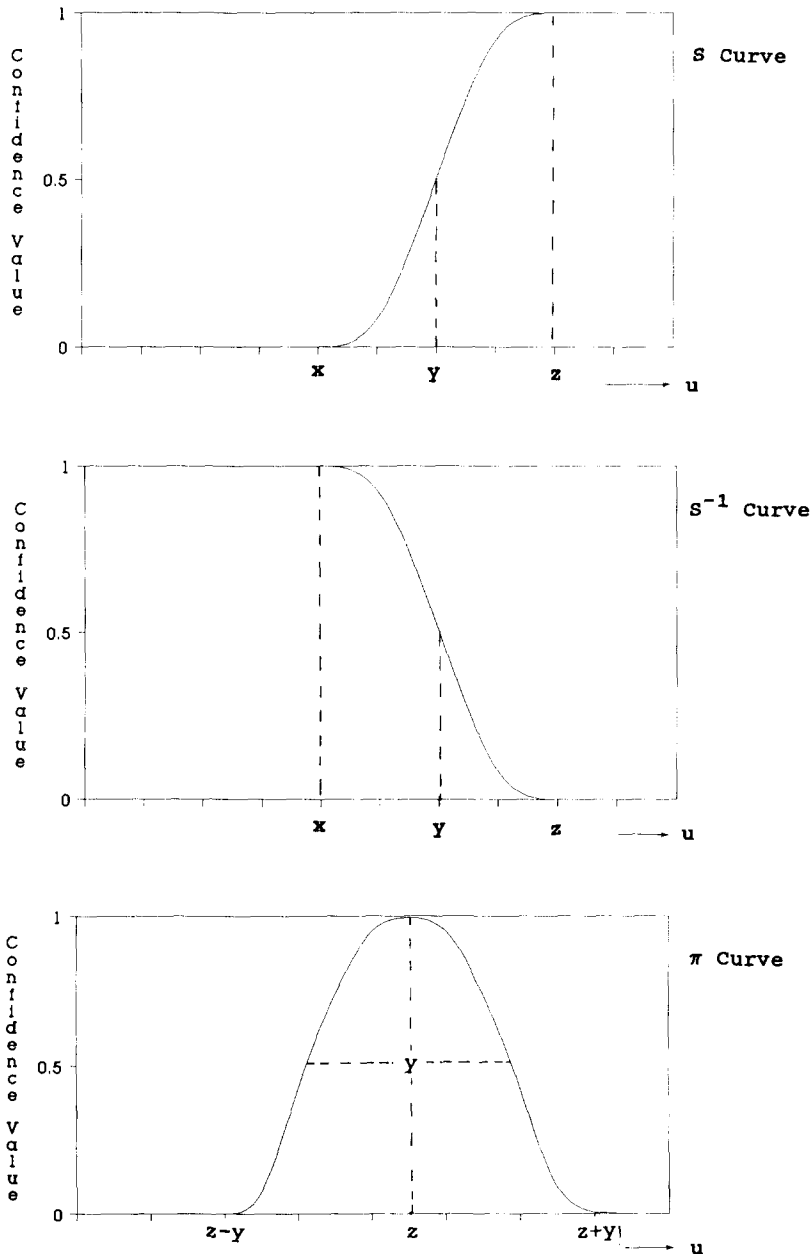 1
S Curve
Confidence Value
0.5
0
x y z
u
1
S⁻¹ Curve
Confidence Value
0.5
0
x y z
u
1
π Curve
Confidence Value
0.5
y
0
z-y z z+y
u